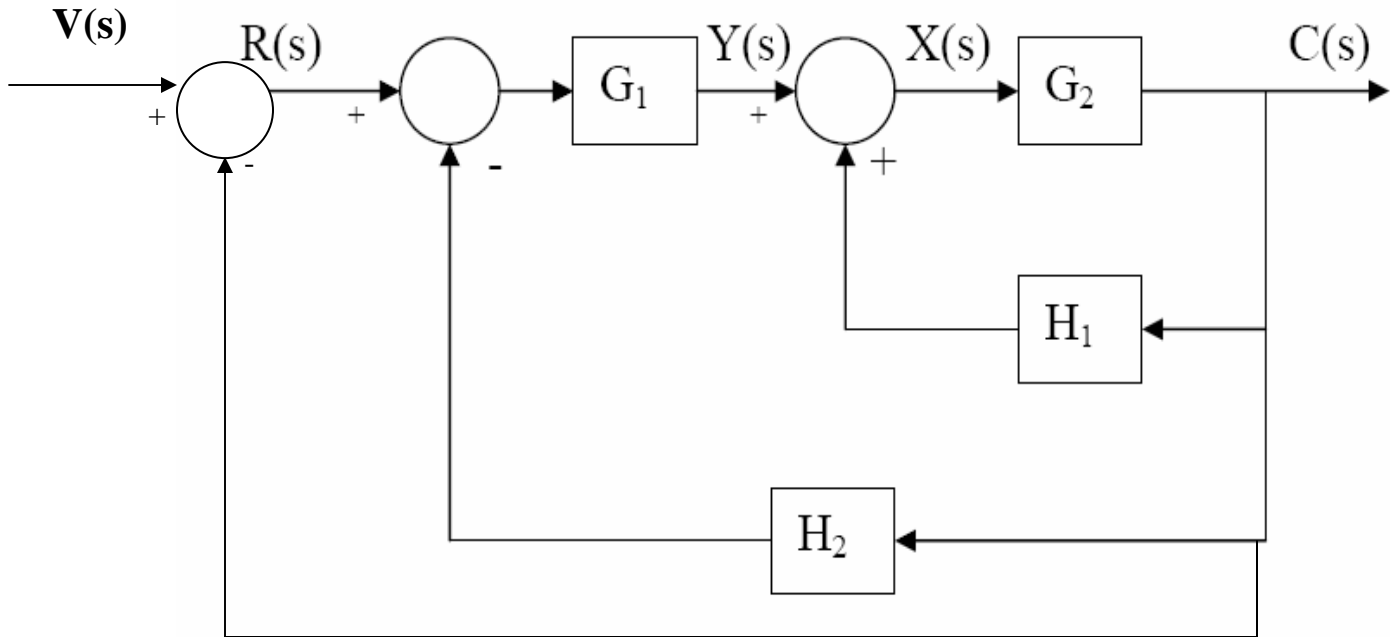 V(s)
R(s) Y(s) X(s) C(s)
G₁ G₂
+ + +
- - +
H₁
H₂